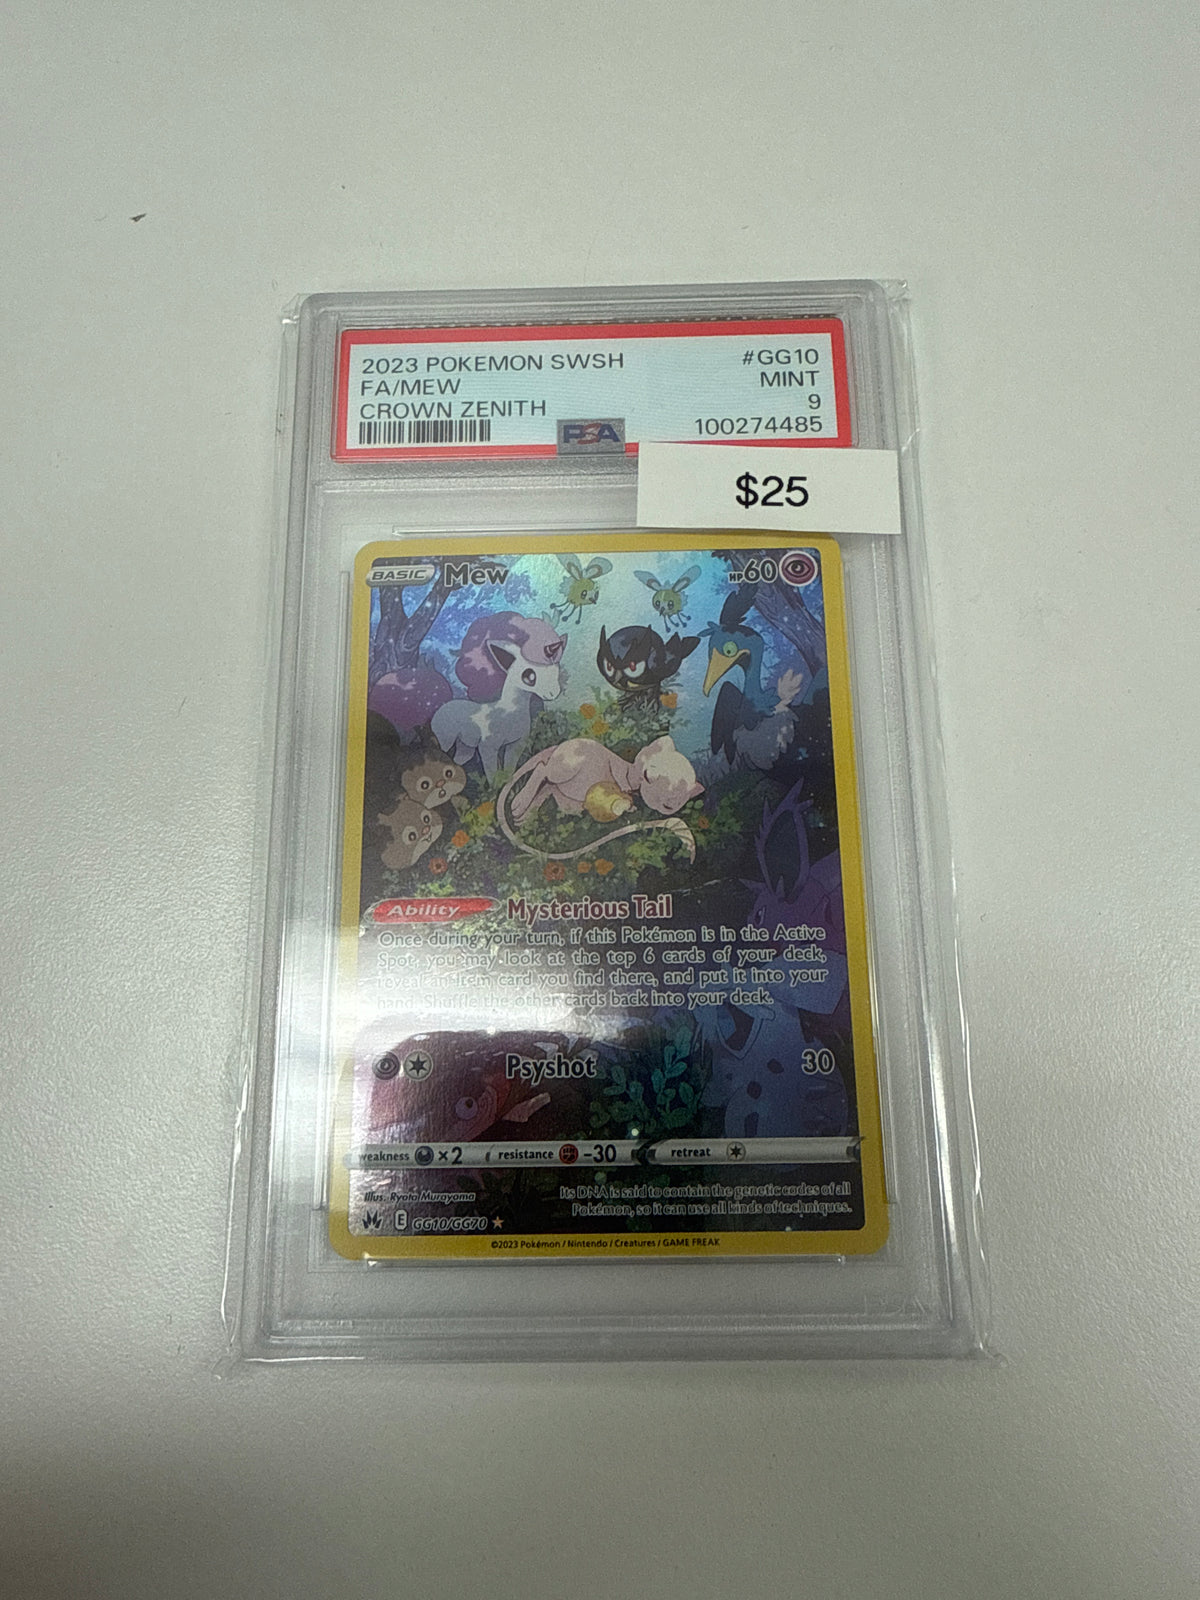 2023 POKEMON SWSH #GG10
FA/MEW MINT
CROWN ZENITH 9
PSA 100274485
$25
BASIC Mew HP60
Ability Mysterious Tail
Once during your turn, if this Pokémon is in the Active
Spot, you may look at the top 6 cards of your deck,
reveal an Item card you find there, and put it into your
hand. Shuffle the other cards back into your deck.
Psyshot 30
weakness ×2 resistance -30 retreat
Illus. Ryota Murayama
Its DNA is said to contain the genetic codes of all
Pokémon, so it can use all kinds of techniques.
E GG10/GG70
©2023 Pokémon / Nintendo / Creatures / GAME FREAK